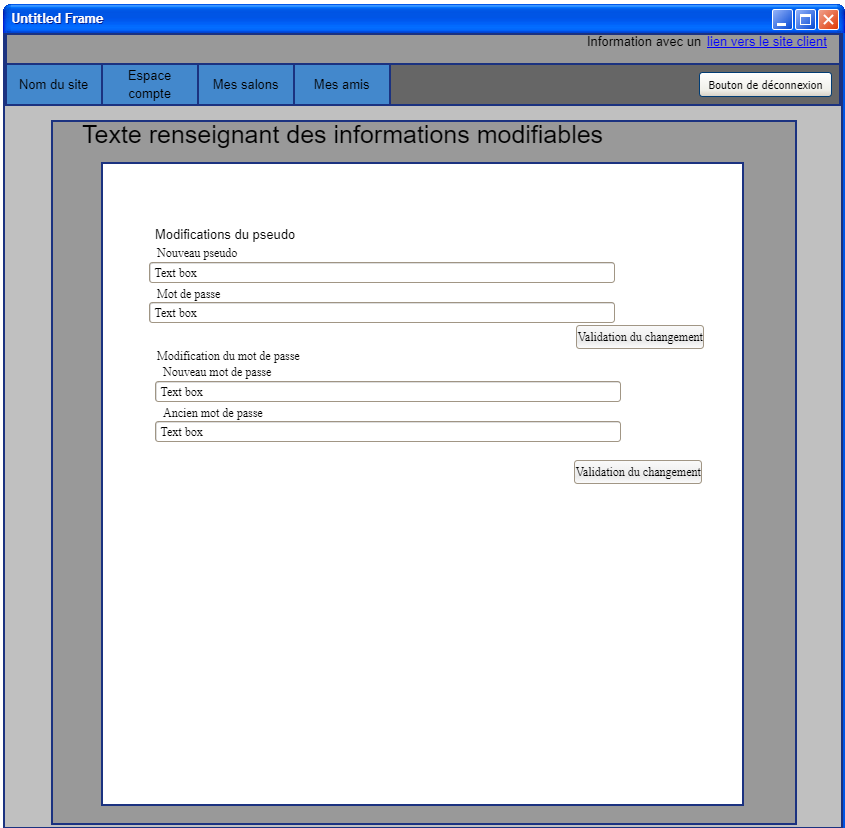 Untitled Frame
Information avec un lien vers le site client
Nom du site
Espace
compte
Mes salons
Mes amis
Bouton de déconnexion
Texte renseignant des informations modifiables
Modifications du pseudo
Nouveau pseudo
Text box
Mot de passe
Text box
Validation du changement
Modification du mot de passe
Nouveau mot de passe
Text box
Ancien mot de passe
Text box
Validation du changement